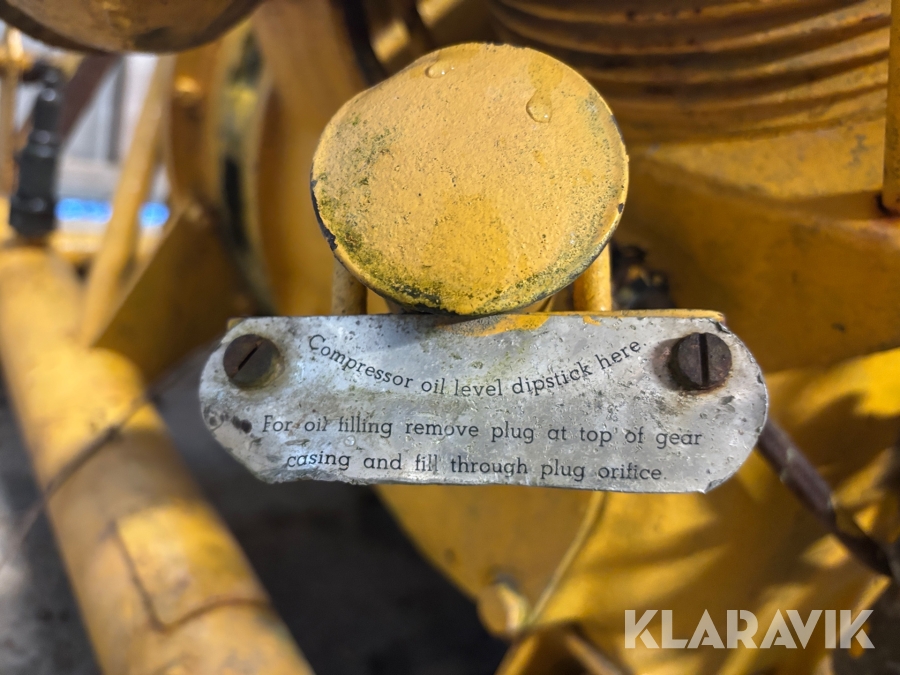 Compressor oil level dipstick here
For oil filling remove plug at top of gear
casing and fill through plug orifice.
KLARAVIK